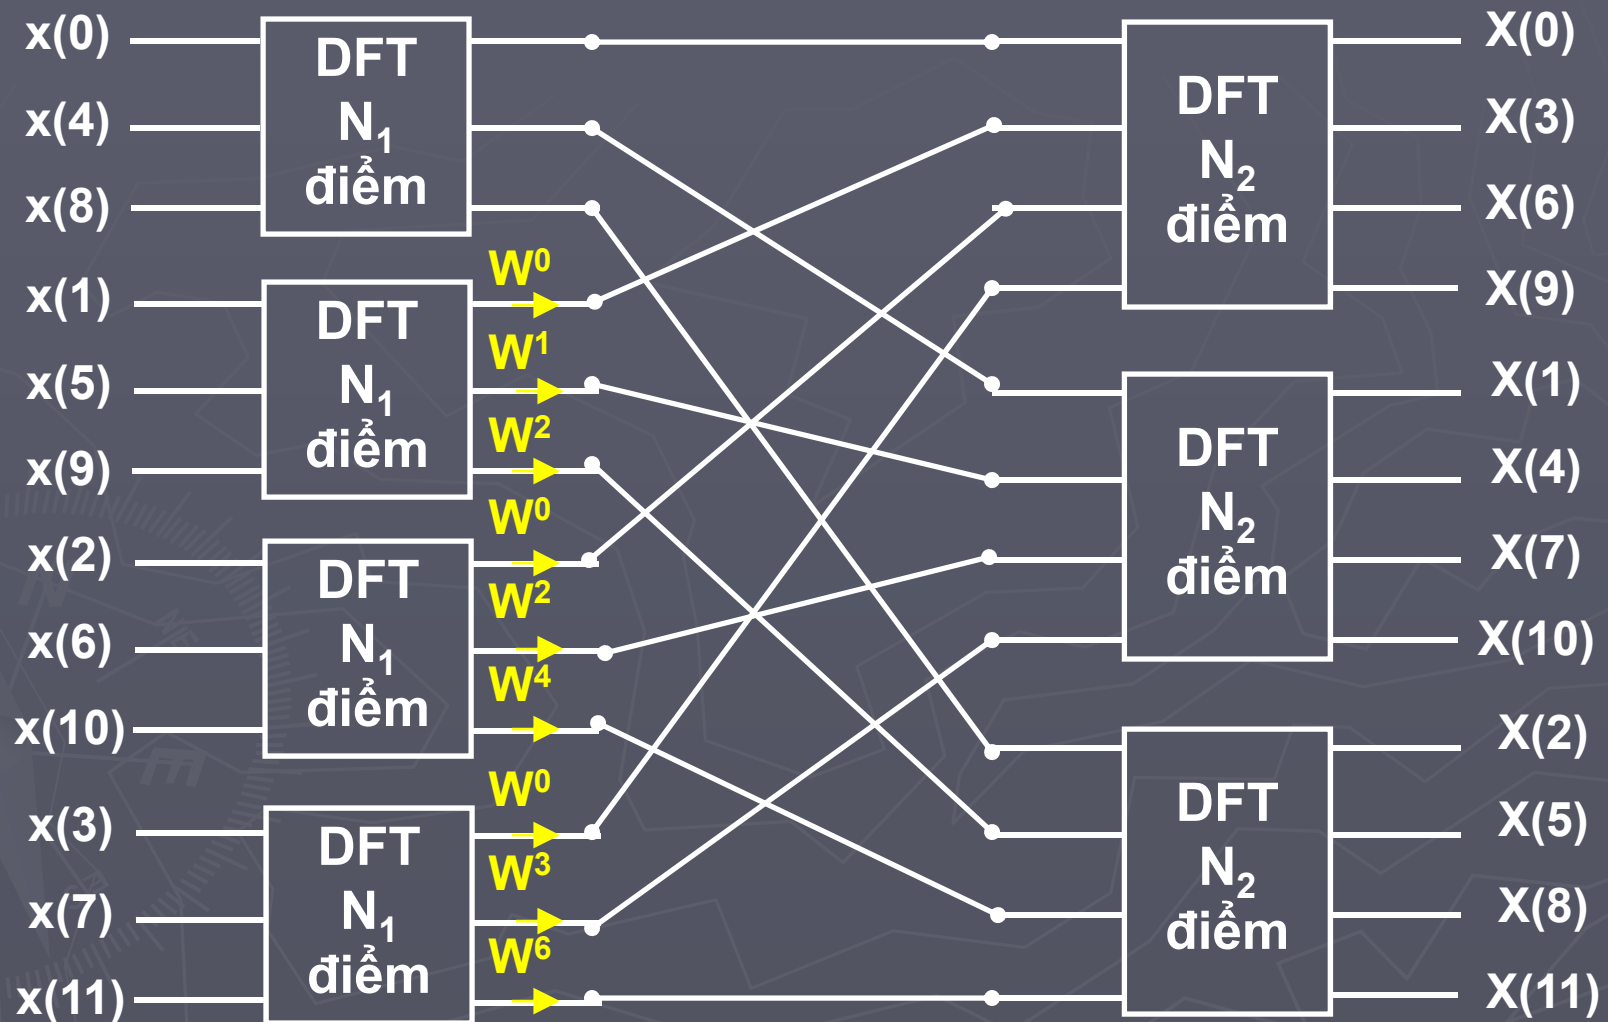 x(0)
x(4)
x(8)
DFT
N₁
điểm
x(1)
x(5)
x(9)
DFT
N₁
điểm
x(2)
x(6)
x(10)
DFT
N₁
điểm
x(3)
x(7)
x(11)
DFT
N₁
điểm
W⁰
W¹
W²
W⁰
W²
W⁴
W⁰
W³
W⁶
DFT
N₂
điểm
X(0)
X(3)
X(6)
X(9)
DFT
N₂
điểm
X(1)
X(4)
X(7)
X(10)
DFT
N₂
điểm
X(2)
X(5)
X(8)
X(11)
N
NE
E